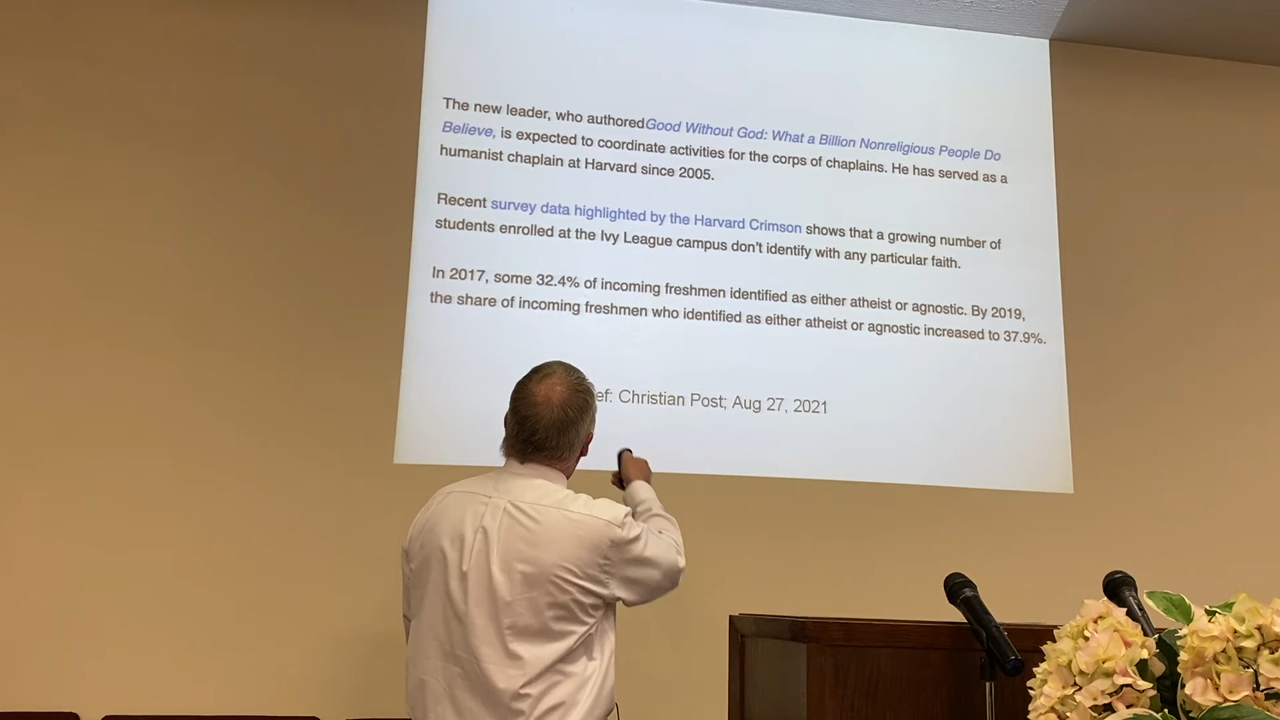 The new leader, who authored Good Without God: What a Billion Nonreligious People Do
Believe, is expected to coordinate activities for the corps of chaplains. He has served as a
humanist chaplain at Harvard since 2005.
Recent survey data highlighted by the Harvard Crimson shows that a growing number of
students enrolled at the Ivy League campus don't identify with any particular faith.
In 2017, some 32.4% of incoming freshmen identified as either atheist or agnostic. By 2019,
the share of incoming freshmen who identified as either atheist or agnostic increased to 37.9%.
ef: Christian Post; Aug 27, 2021